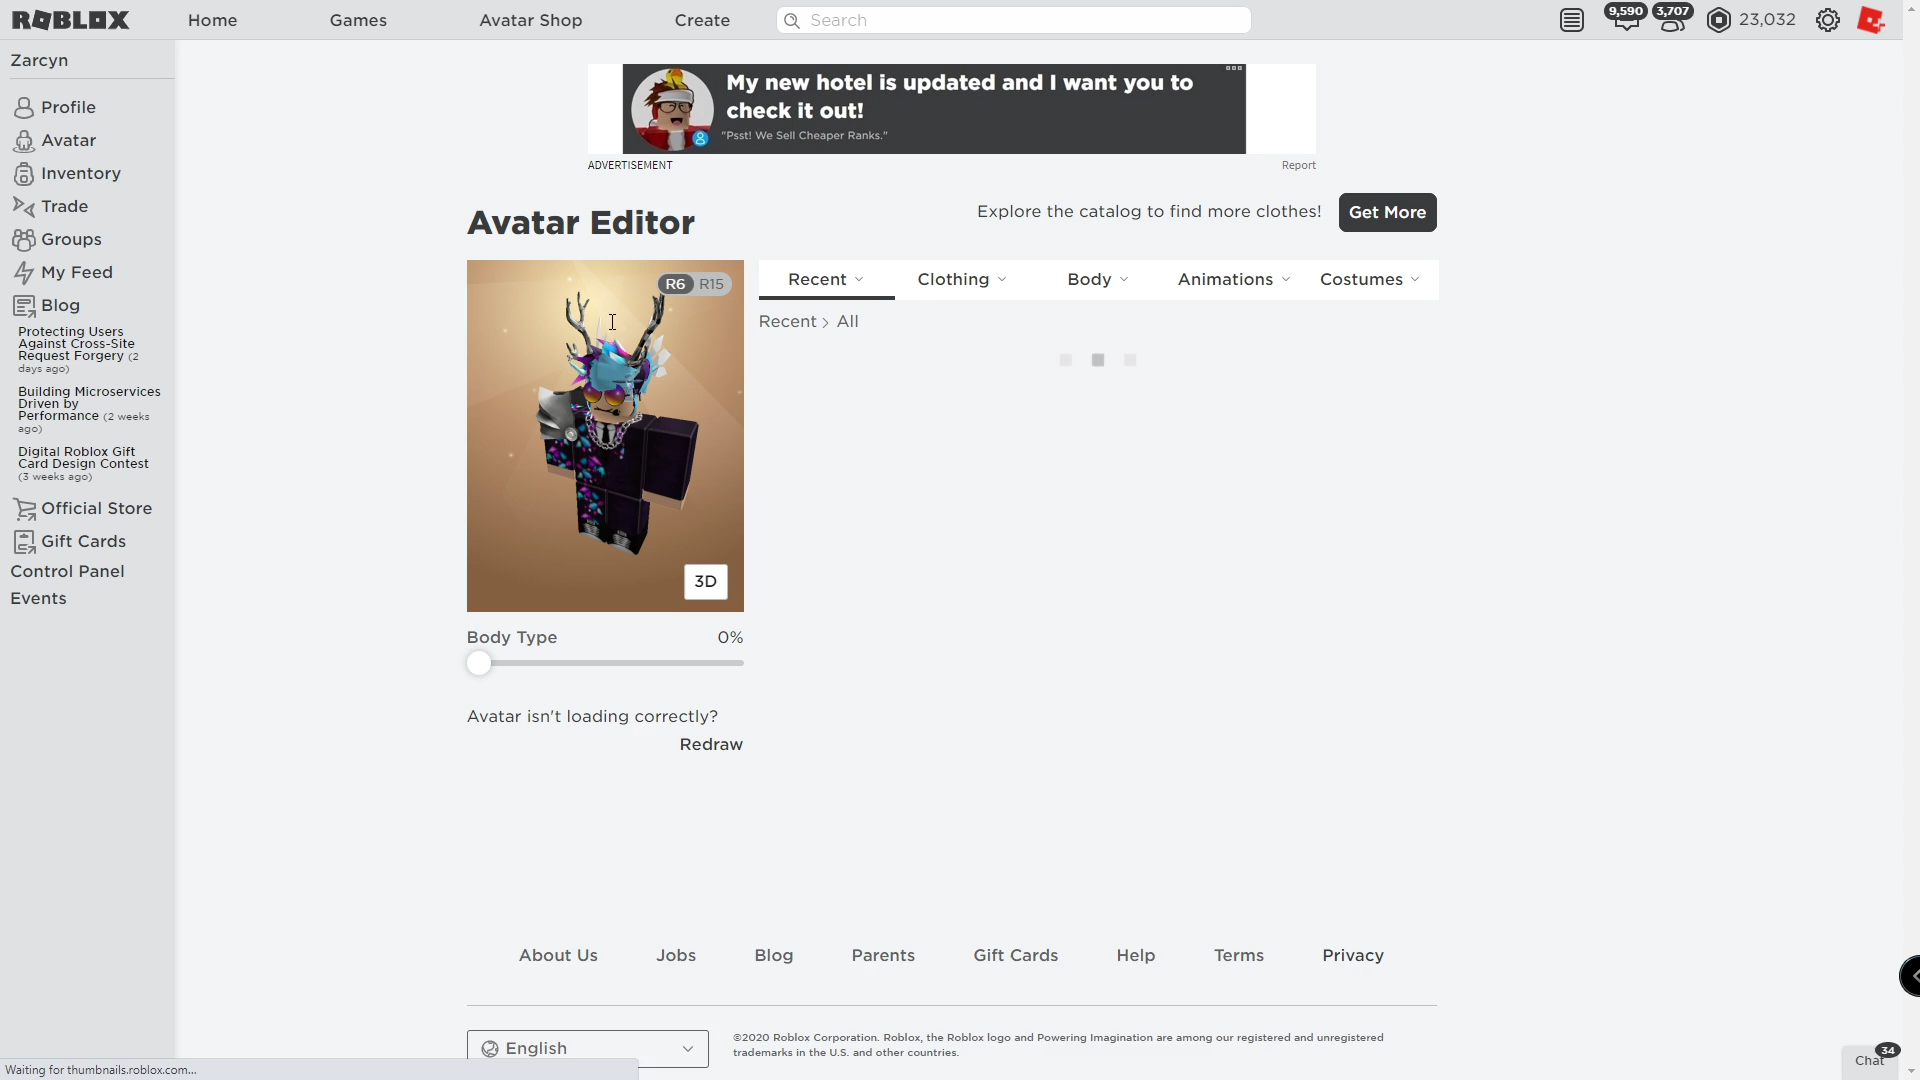 ROBLOX
Home
Games
Avatar Shop
Create
Search
9,590
3,707
23,032
Zarcyn
Profile
Avatar
Inventory
Trade
Groups
My Feed
Blog
Protecting Users
Against Cross-Site
Request Forgery (2
days ago)
Building Microservices
Driven by
Performance (2 weeks
ago)
Digital Roblox Gift
Card Design Contest
(3 weeks ago)
Official Store
Gift Cards
Control Panel
Events
My new hotel is updated and I want you to
check it out!
"Psst! We Sell Cheaper Ranks."
ADVERTISEMENT
Report
Avatar Editor
Explore the catalog to find more clothes!
Get More
R6 R15
3D
Recent
Clothing
Body
Animations
Costumes
Recent > All
Body Type 0%
Avatar isn't loading correctly?
Redraw
About Us
Jobs
Blog
Parents
Gift Cards
Help
Terms
Privacy
English
©2020 Roblox Corporation. Roblox, the Roblox logo and Powering Imagination are among our registered and unregistered
trademarks in the U.S. and other countries.
Chat
34
Waiting for thumbnails.roblox.com...